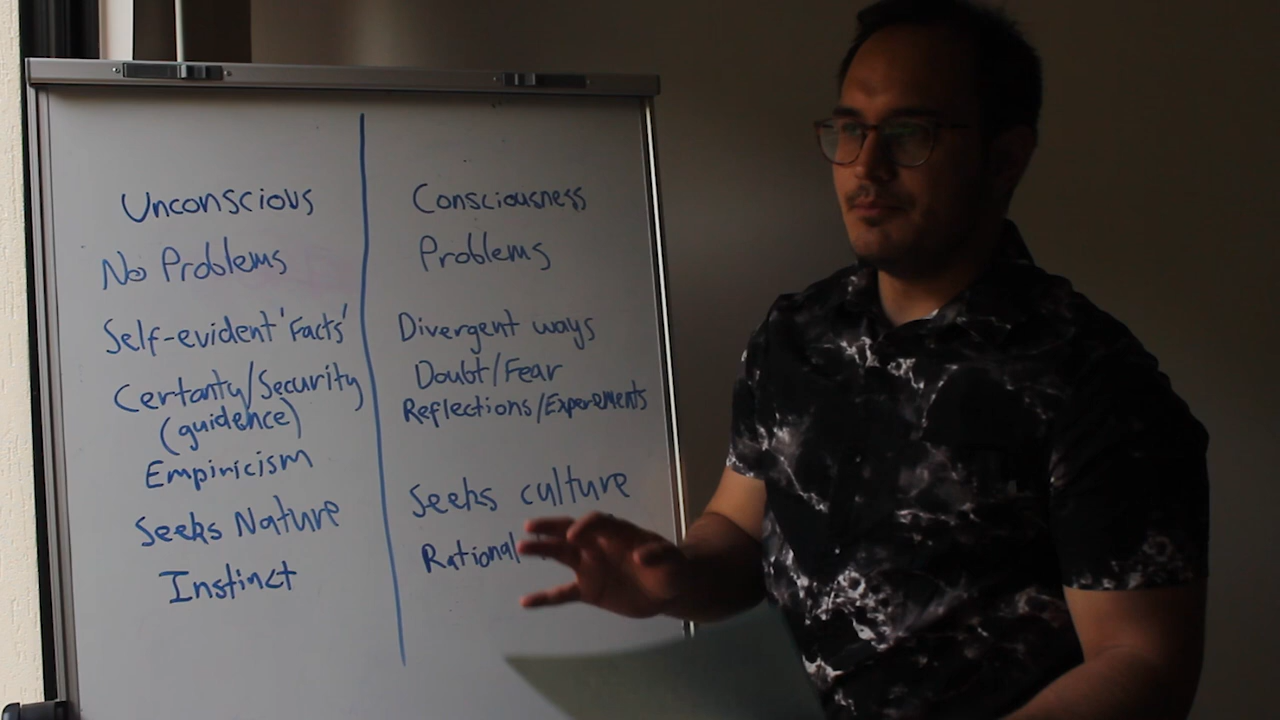 Unconscious
No Problems
Self-evident 'Facts'
Certanty/Security
(guidence)
Empiricism
Seeks Nature
Instinct
Consciousness
Problems
Divergent ways
Doubt/Fear
Reflections/Experements
Seeks culture
Rational